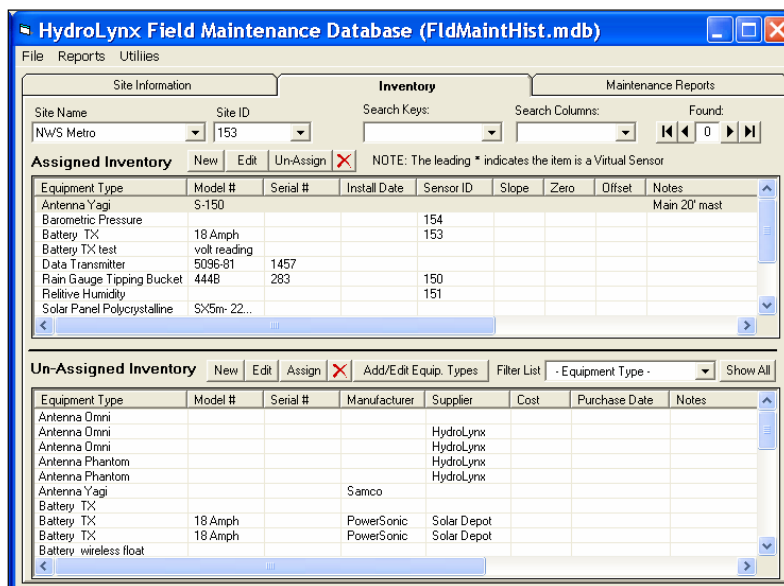 HydroLynx Field Maintenance Database (FldMaintHist.mdb)
File Reports Utiliies
Site Information Inventory Maintenance Reports
Site Name Site ID Search Keys: Search Columns: Found:
NWS Metro 153 0
Assigned Inventory New Edit Un-Assign NOTE: The leading * indicates the item is a Virtual Sensor
Equipment Type Model # Serial # Install Date Sensor ID Slope Zero Offset Notes
Antenna Yagi S-150 Main 20' mast
Barometric Pressure 154
Battery TX 18 Amph 153
Battery TX test volt reading
Data Transmitter 5096-81 1457
Rain Gauge Tipping Bucket 444B 283 150
Relitive Humidity 151
Solar Panel Polycrystalline SX5m- 22...
Un-Assigned Inventory New Edit Assign Add/Edit Equip. Types Filter List - Equipment Type - Show All
Equipment Type Model # Serial # Manufacturer Supplier Cost Purchase Date Notes
Antenna Omni
Antenna Omni HydroLynx
Antenna Omni HydroLynx
Antenna Phantom HydroLynx
Antenna Phantom HydroLynx
Antenna Yagi Samco
Battery TX
Battery TX 18 Amph PowerSonic Solar Depot
Battery TX 18 Amph PowerSonic Solar Depot
Battery wireless float